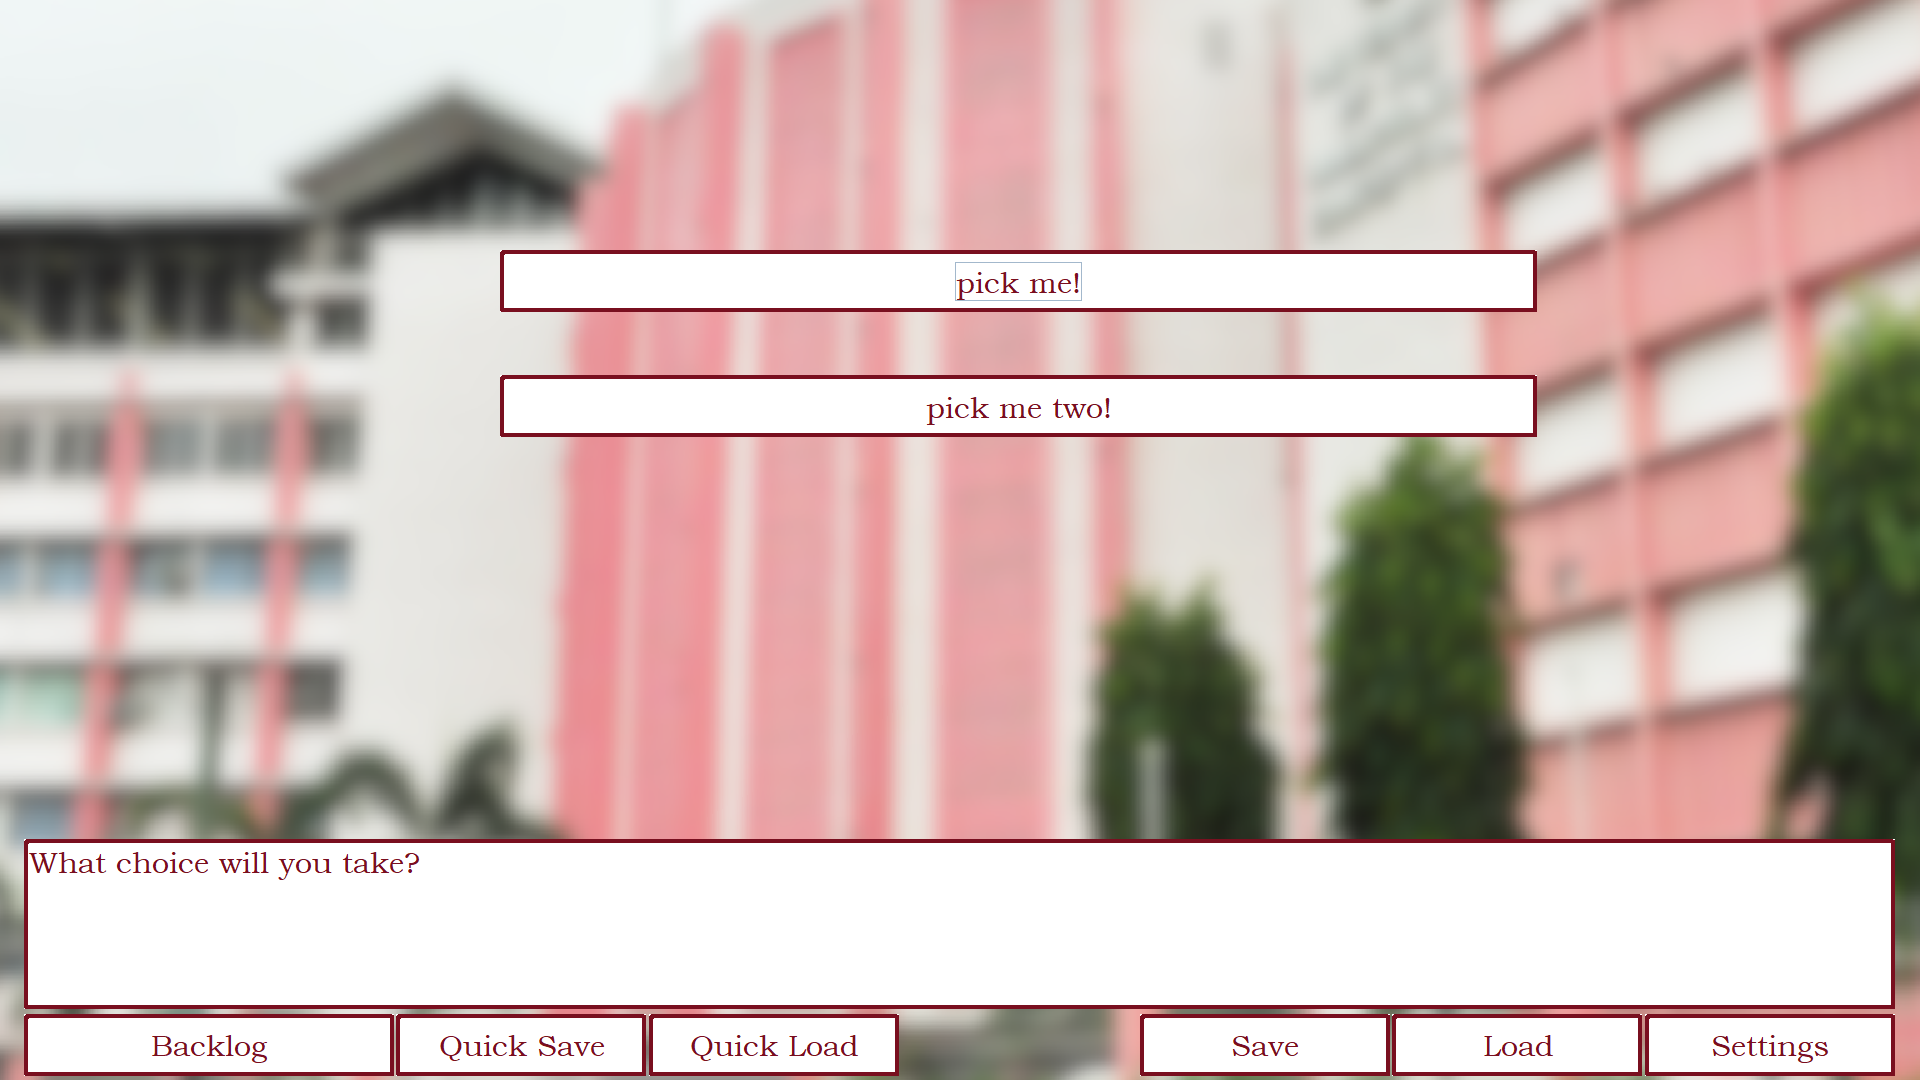 pick me!
pick me two!
What choice will you take?
Backlog
Quick Save
Quick Load
Save
Load
Settings